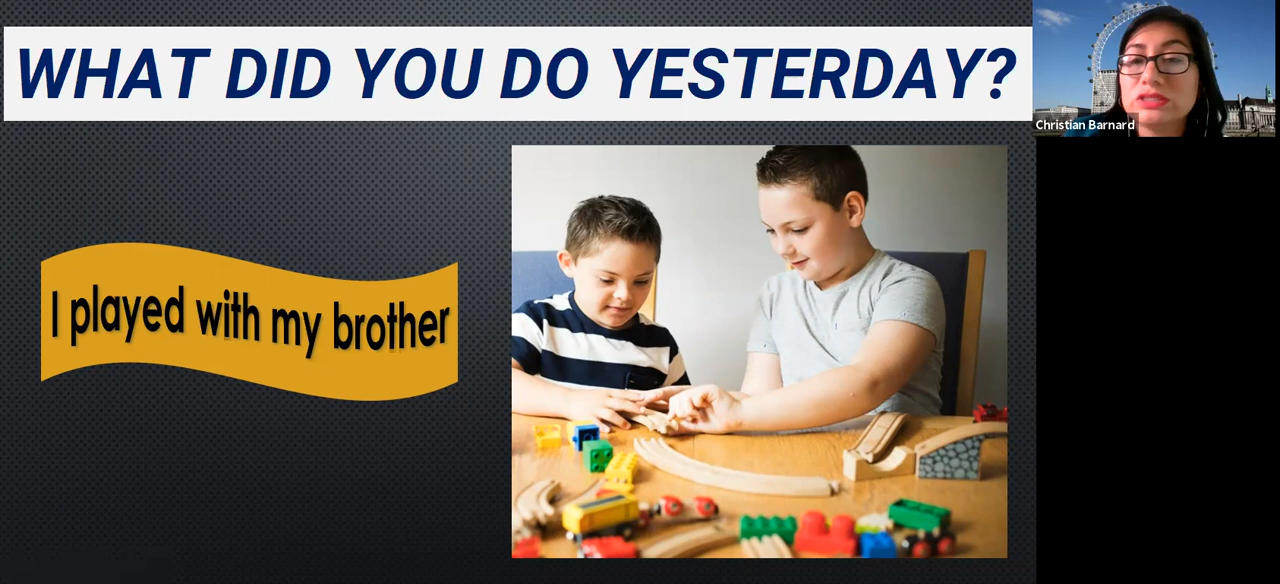 WHAT DID YOU DO YESTERDAY?
Christian Barnard
I played with my brother